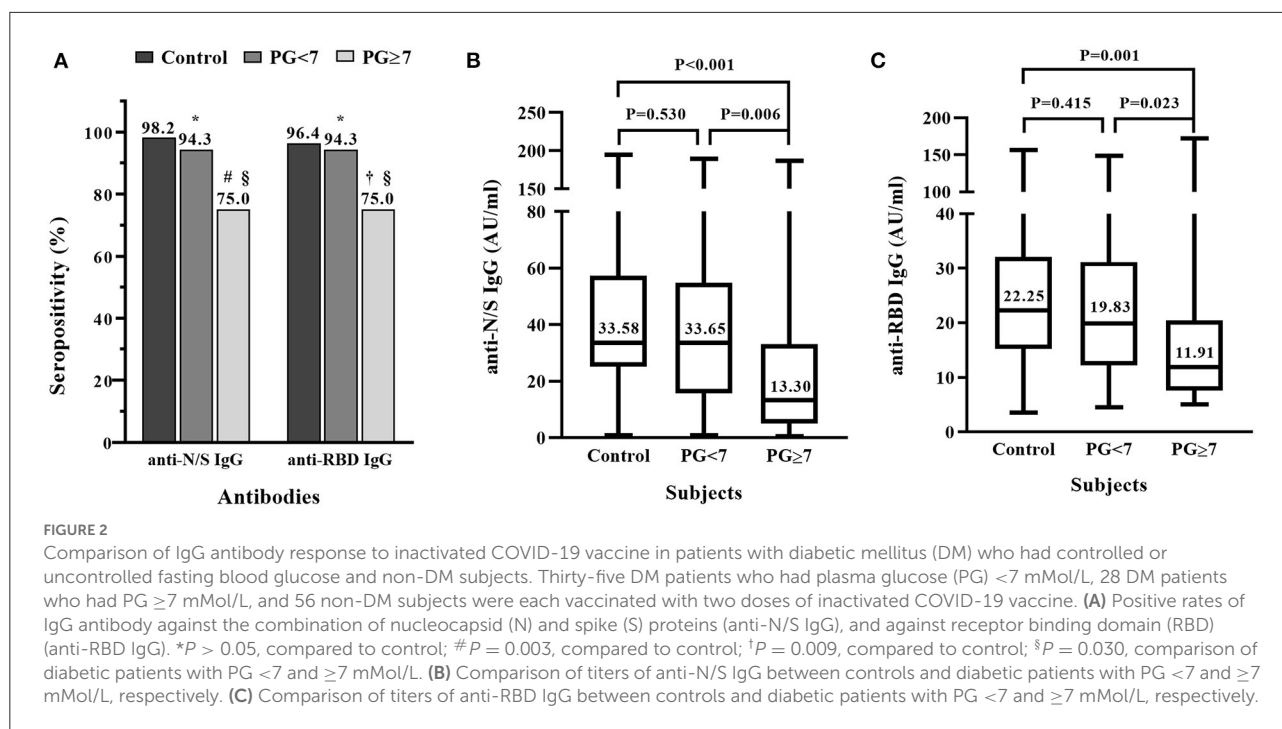 A
Control PG<7 PG≥7
Seropositivity (%)
100
80
60
40
20
0
98.2
*
94.3
# §
75.0
96.4
*
94.3
† §
75.0
anti-N/S IgG anti-RBD IgG
Antibodies
B
P<0.001
P=0.530 P=0.006
anti-N/S IgG (AU/ml)
250
200
150
80
60
40
20
0
33.58
33.65
13.30
Control PG<7 PG≥7
Subjects
C
P=0.001
P=0.415 P=0.023
anti-RBD IgG (AU/ml)
200
150
100
40
30
20
10
0
22.25
19.83
11.91
Control PG<7 PG≥7
Subjects
FIGURE 2
Comparison of IgG antibody response to inactivated COVID-19 vaccine in patients with diabetic mellitus (DM) who had controlled or
uncontrolled fasting blood glucose and non-DM subjects. Thirty-five DM patients who had plasma glucose (PG) <7 mMol/L, 28 DM patients
who had PG ≥7 mMol/L, and 56 non-DM subjects were each vaccinated with two doses of inactivated COVID-19 vaccine. (A) Positive rates of
IgG antibody against the combination of nucleocapsid (N) and spike (S) proteins (anti-N/S IgG), and against receptor binding domain (RBD)
(anti-RBD IgG). *P > 0.05, compared to control; #P = 0.003, compared to control; †P = 0.009, compared to control; §P = 0.030, comparison of
diabetic patients with PG <7 and ≥7 mMol/L. (B) Comparison of titers of anti-N/S IgG between controls and diabetic patients with PG <7 and ≥7
mMol/L, respectively. (C) Comparison of titers of anti-RBD IgG between controls and diabetic patients with PG <7 and ≥7 mMol/L, respectively.